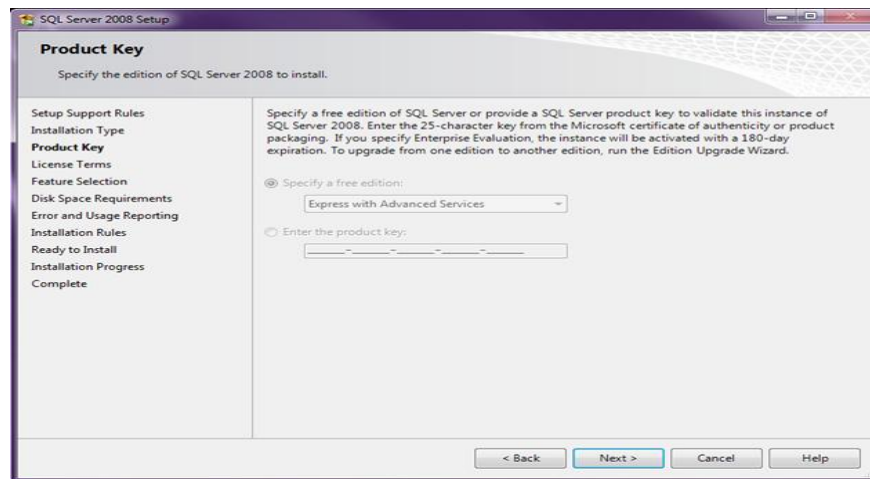 SQL Server 2008 Setup
Product Key
Specify the edition of SQL Server 2008 to install.
Setup Support Rules
Installation Type
Product Key
License Terms
Feature Selection
Disk Space Requirements
Error and Usage Reporting
Installation Rules
Ready to Install
Installation Progress
Complete
Specify a free edition of SQL Server or provide a SQL Server product key to validate this instance of
SQL Server 2008. Enter the 25-character key from the Microsoft certificate of authenticity or product
packaging. If you specify Enterprise Evaluation, the instance will be activated with a 180-day
expiration. To upgrade from one edition to another edition, run the Edition Upgrade Wizard.
Specify a free edition:
Express with Advanced Services
Enter the product key:
_____-_____-_____-_____-_____
< Back
Next >
Cancel
Help